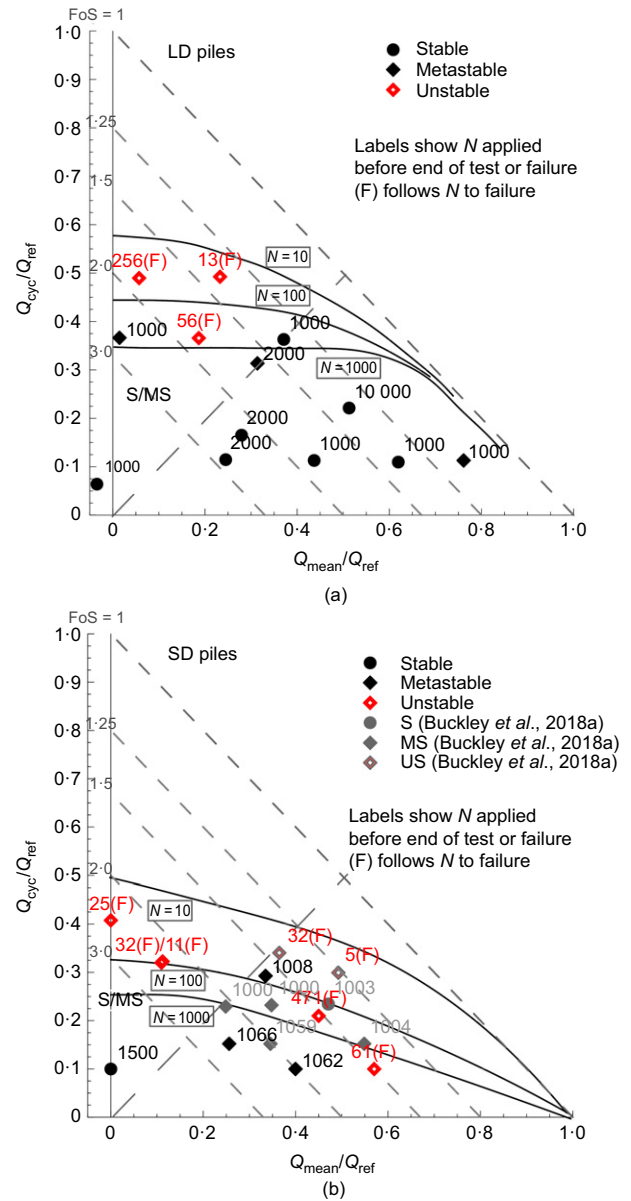 FoS = 1
1·0
LD piles
Stable
Metastable
Unstable
0·9
0·8
1·25
Labels show N applied
before end of test or failure
(F) follows N to failure
0·7
1·5
0·6
N = 10
256(F)
13(F)
0·5
2·0
N = 100
56(F)
0·4
1000
1000
2000
3·0
N = 1000
0·3
S/MS
10 000
0·2
2000
2000
1000
1000
1000
0·1
1000
0
Qcyc/Qref
0
0·2
0·4
0·6
0·8
1·0
Qmean/Qref
(a)
FoS = 1
1·0
SD piles
Stable
Metastable
Unstable
S (Buckley et al., 2018a)
MS (Buckley et al., 2018a)
US (Buckley et al., 2018a)
0·9
0·8
1·25
0·7
1·5
Labels show N applied
before end of test or failure
(F) follows N to failure
0·6
0·5
2·0
25(F)
N = 10
0·4
32(F)/11(F)
32(F)
5(F)
3·0
1008
0·3
N = 100
1000
1000
1003
S/MS
N = 1000
471(F)
0·2
1066
1059
1004
1500
1062
61(F)
0·1
0
Qcyc/Qref
0
0·2
0·4
0·6
0·8
1·0
Qmean/Qref
(b)